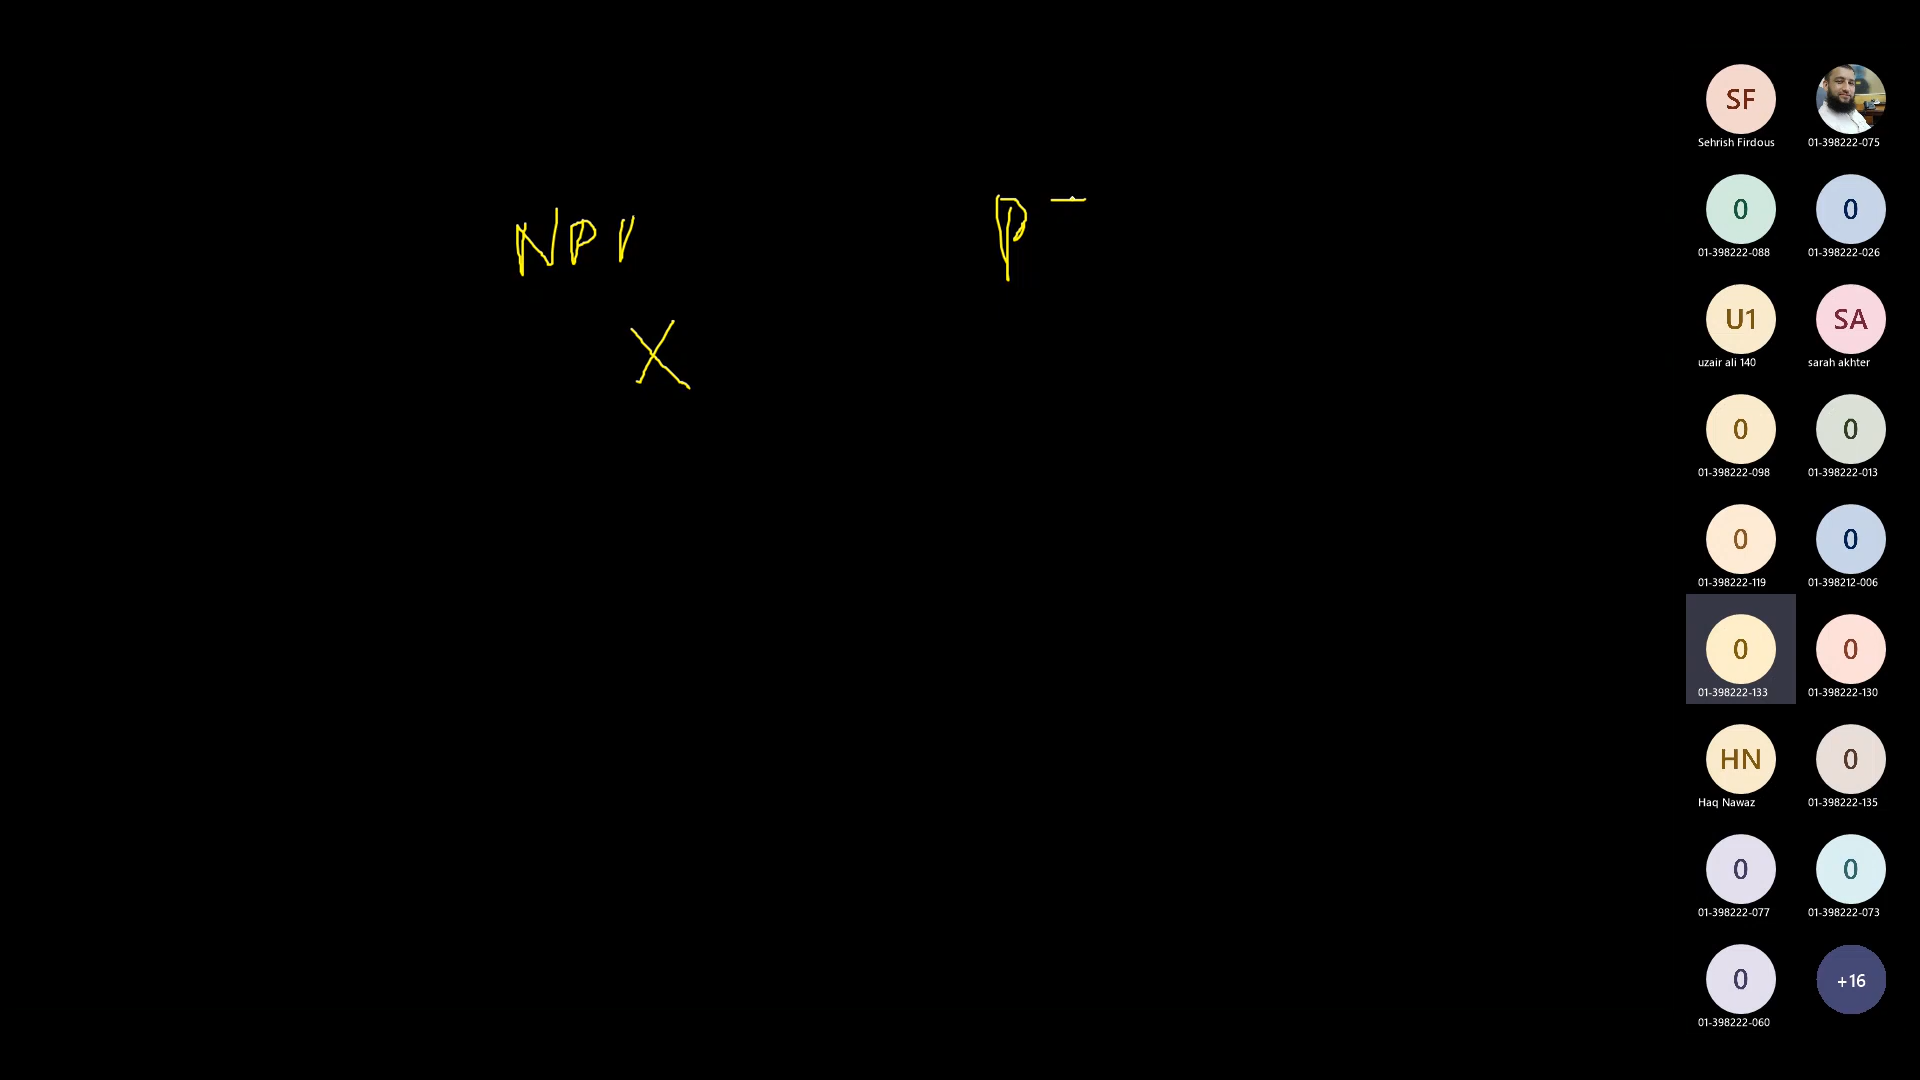 NPV P
X
SF
Sehrish Firdous 01-398222-075
0 0
01-398222-088 01-398222-026
U1 SA
uzair ali 140 sarah akhter
0 0
01-398222-098 01-398222-013
0 0
01-398222-119 01-398212-006
0 0
01-398222-133 01-398222-130
HN 0
Haq Nawaz 01-398222-135
0 0
01-398222-077 01-398222-073
0 +16
01-398222-060